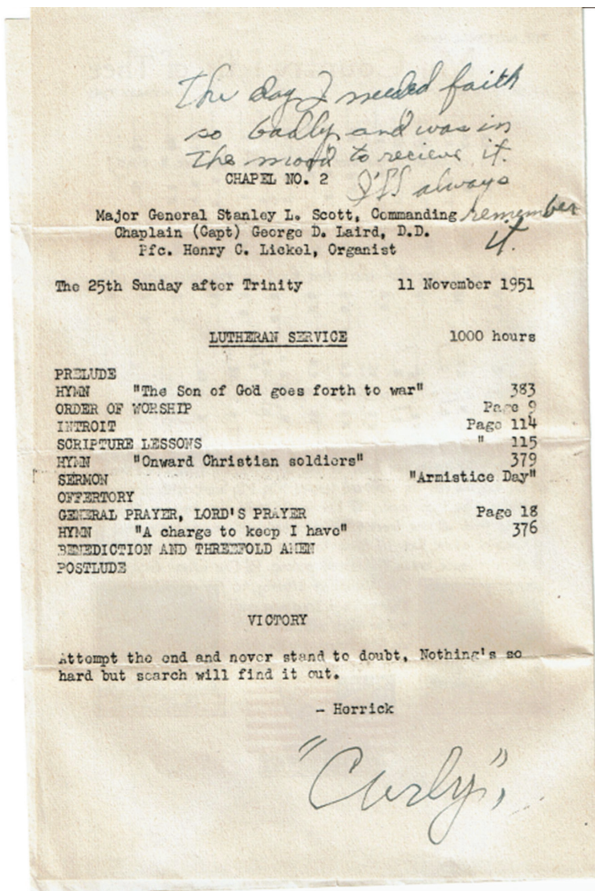 The day I needed faith
so badly and was in
the mood to recieve it.
I'll always
remember
it.
CHAPEL NO. 2
Major General Stanley L. Scott, Commanding
Chaplain (Capt) George D. Laird, D.D.
Pfc. Henry C. Lickel, Organist
The 25th Sunday after Trinity 11 November 1951
LUTHERAN SERVICE 1000 hours
PRELUDE
HYMN "The Son of God goes forth to war" 383
ORDER OF WORSHIP Page 9
INTROIT Page 114
SCRIPTURE LESSONS " 115
HYMN "Onward Christian soldiers" 379
SERMON "Armistice Day"
OFFERTORY
GENERAL PRAYER, LORD'S PRAYER Page 18
HYMN "A charge to keep I have" 376
BENEDICTION AND THREEFOLD AMEN
POSTLUDE
VICTORY
Attempt the end and never stand to doubt, Nothing's so
hard but search will find it out.
- Herrick
"Curly",